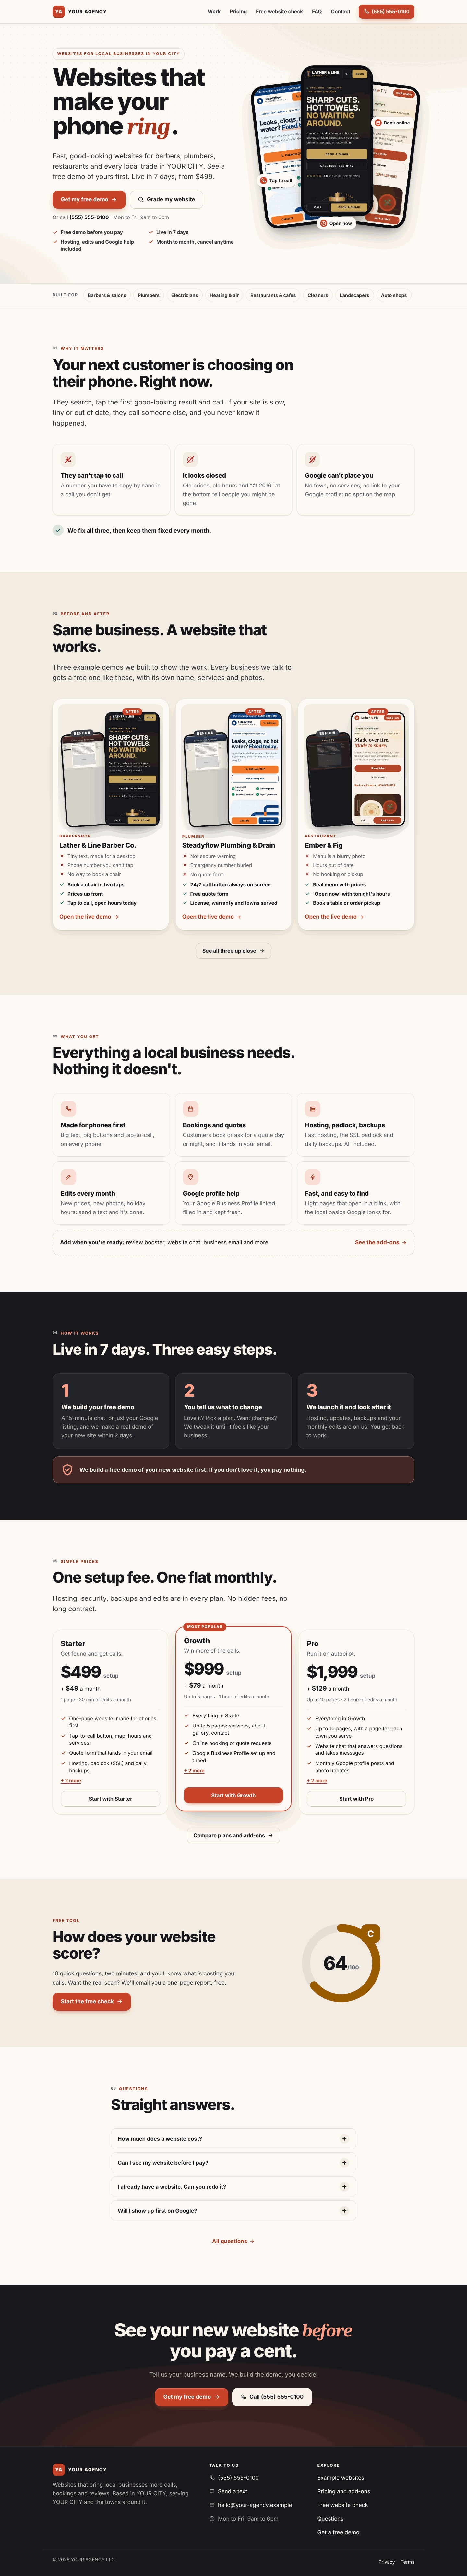 YA YOUR AGENCY
Work Pricing Free website check FAQ Contact (555) 555-0100
WEBSITES FOR LOCAL BUSINESSES IN YOUR CITY
Websites that
make your
phone ring.
Fast, good-looking websites for barbers, plumbers,
restaurants and every local trade in YOUR CITY. See a
free demo of yours first. Live in 7 days, from $499.
Get my free demo → Grade my website
Or call (555) 555-0100 · Mon to Fri, 9am to 6pm
Free demo before you pay
Live in 7 days
Hosting, edits and Google help
included
Month to month, cancel anytime
LATHER & LINE
BOOK
SHARP CUTS.
HOT TOWELS.
NO WAITING
AROUND.
BOOK A CHAIR
Book online
Tap to call
Open now
BUILT FOR
Barbers & salons
Plumbers
Electricians
Heating & air
Restaurants & cafes
Cleaners
Landscapers
Auto shops
01 WHY IT MATTERS
Your next customer is choosing on
their phone. Right now.
They search, tap the first good-looking result and call. If your site is slow,
tiny or out of date, they call someone else, and you never know it
happened.
They can't tap to call
A number you have to copy by hand is
a call you don't get.
It looks closed
Old prices, old hours and "© 2016" at
the bottom tell people you might be
gone.
Google can't place you
No town, no services, no link to your
Google profile: no spot on the map.
We fix all three, then keep them fixed every month.
02 BEFORE AND AFTER
Same business. A website that
works.
Three example demos we built to show the work. Every business we talk to
gets a free one like these, with its own name, services and photos.
BEFORE
AFTER
SHARP CUTS.
HOT TOWELS.
NO WAITING
AROUND.
BARBERSHOP
Lather & Line Barber Co.
Tiny text, made for a desktop
Phone number you can't tap
No way to book a chair
Book a chair in two taps
Prices up front
Tap to call, open hours today
Open the live demo →
BEFORE
AFTER
Leaks, clogs, no hot
water? Fixed today.
PLUMBER
Steadyflow Plumbing & Drain
Not secure warning
Emergency number buried
No quote form
24/7 call button always on screen
Free quote form
License, warranty and towns served
Open the live demo →
BEFORE
AFTER
Made over fire.
Made to share.
RESTAURANT
Ember & Fig
Menu is a blurry photo
Hours out of date
No booking or pickup
Real menu with prices
'Open now' with tonight's hours
Book a table or order pickup
Open the live demo →
See all three up close →
03 WHAT YOU GET
Everything a local business needs.
Nothing it doesn't.
Made for phones first
Big text, big buttons and tap-to-call,
on every phone.
Bookings and quotes
Customers book or ask for a quote day
or night, and it lands in your email.
Hosting, padlock, backups
Fast hosting, the SSL padlock and
daily backups. All included.
Edits every month
New prices, new photos, holiday
hours: send a text and it's done.
Google profile help
Your Google Business Profile linked,
filled in and kept fresh.
Fast, and easy to find
Light pages that open in a blink, with
the local basics Google looks for.
Add when you're ready: review booster, website chat, business email and more.
See the add-ons →
04 HOW IT WORKS
Live in 7 days. Three easy steps.
1
We build your free demo
A 15-minute chat, or just your Google
listing, and we make a real demo of
your new site within 2 days.
2
You tell us what to change
Love it? Pick a plan. Want changes?
We tweak it until it feels like your
business.
3
We launch it and look after it
Hosting, updates, backups and your
monthly edits are on us. You get back
to work.
We build a free demo of your new website first. If you don't love it, you pay nothing.
05 SIMPLE PRICES
One setup fee. One flat monthly.
Hosting, security, backups and edits are in every plan. No hidden fees, no
long contract.
Starter
Get found and get calls.
$499 setup
+ $49 a month
1 page · 30 min of edits a month
One-page website, made for phones
first
Tap-to-call button, map, hours and
services
Quote form that lands in your email
Hosting, padlock (SSL) and daily
backups
+ 2 more
Start with Starter
MOST POPULAR
Growth
Win more of the calls.
$999 setup
+ $79 a month
Up to 5 pages · 1 hour of edits a month
Everything in Starter
Up to 5 pages: services, about,
gallery, contact
Online booking or quote requests
Google Business Profile set up and
tuned
+ 2 more
Start with Growth
Pro
Run it on autopilot.
$1,999 setup
+ $129 a month
Up to 10 pages · 2 hours of edits a month
Everything in Growth
Up to 10 pages, with a page for each
town you serve
Website chat that answers questions
and takes messages
Monthly Google profile posts and
photo updates
+ 2 more
Start with Pro
Compare plans and add-ons →
FREE TOOL
How does your website
score?
10 quick questions, two minutes, and you'll know what is costing you
calls. Want the real scan? We'll email you a one-page report, free.
Start the free check →
C
64/100
06 QUESTIONS
Straight answers.
How much does a website cost?
Can I see my website before I pay?
I already have a website. Can you redo it?
Will I show up first on Google?
All questions →
See your new website before
you pay a cent.
Tell us your business name. We build the demo, you decide.
Get my free demo → Call (555) 555-0100
YA YOUR AGENCY
Websites that bring local businesses more calls,
bookings and reviews. Based in YOUR CITY, serving
YOUR CITY and the towns around it.
TALK TO US
(555) 555-0100
Send a text
hello@your-agency.example
Mon to Fri, 9am to 6pm
EXPLORE
Example websites
Pricing and add-ons
Free website check
Questions
Get a free demo
© 2026 YOUR AGENCY LLC
Privacy Terms